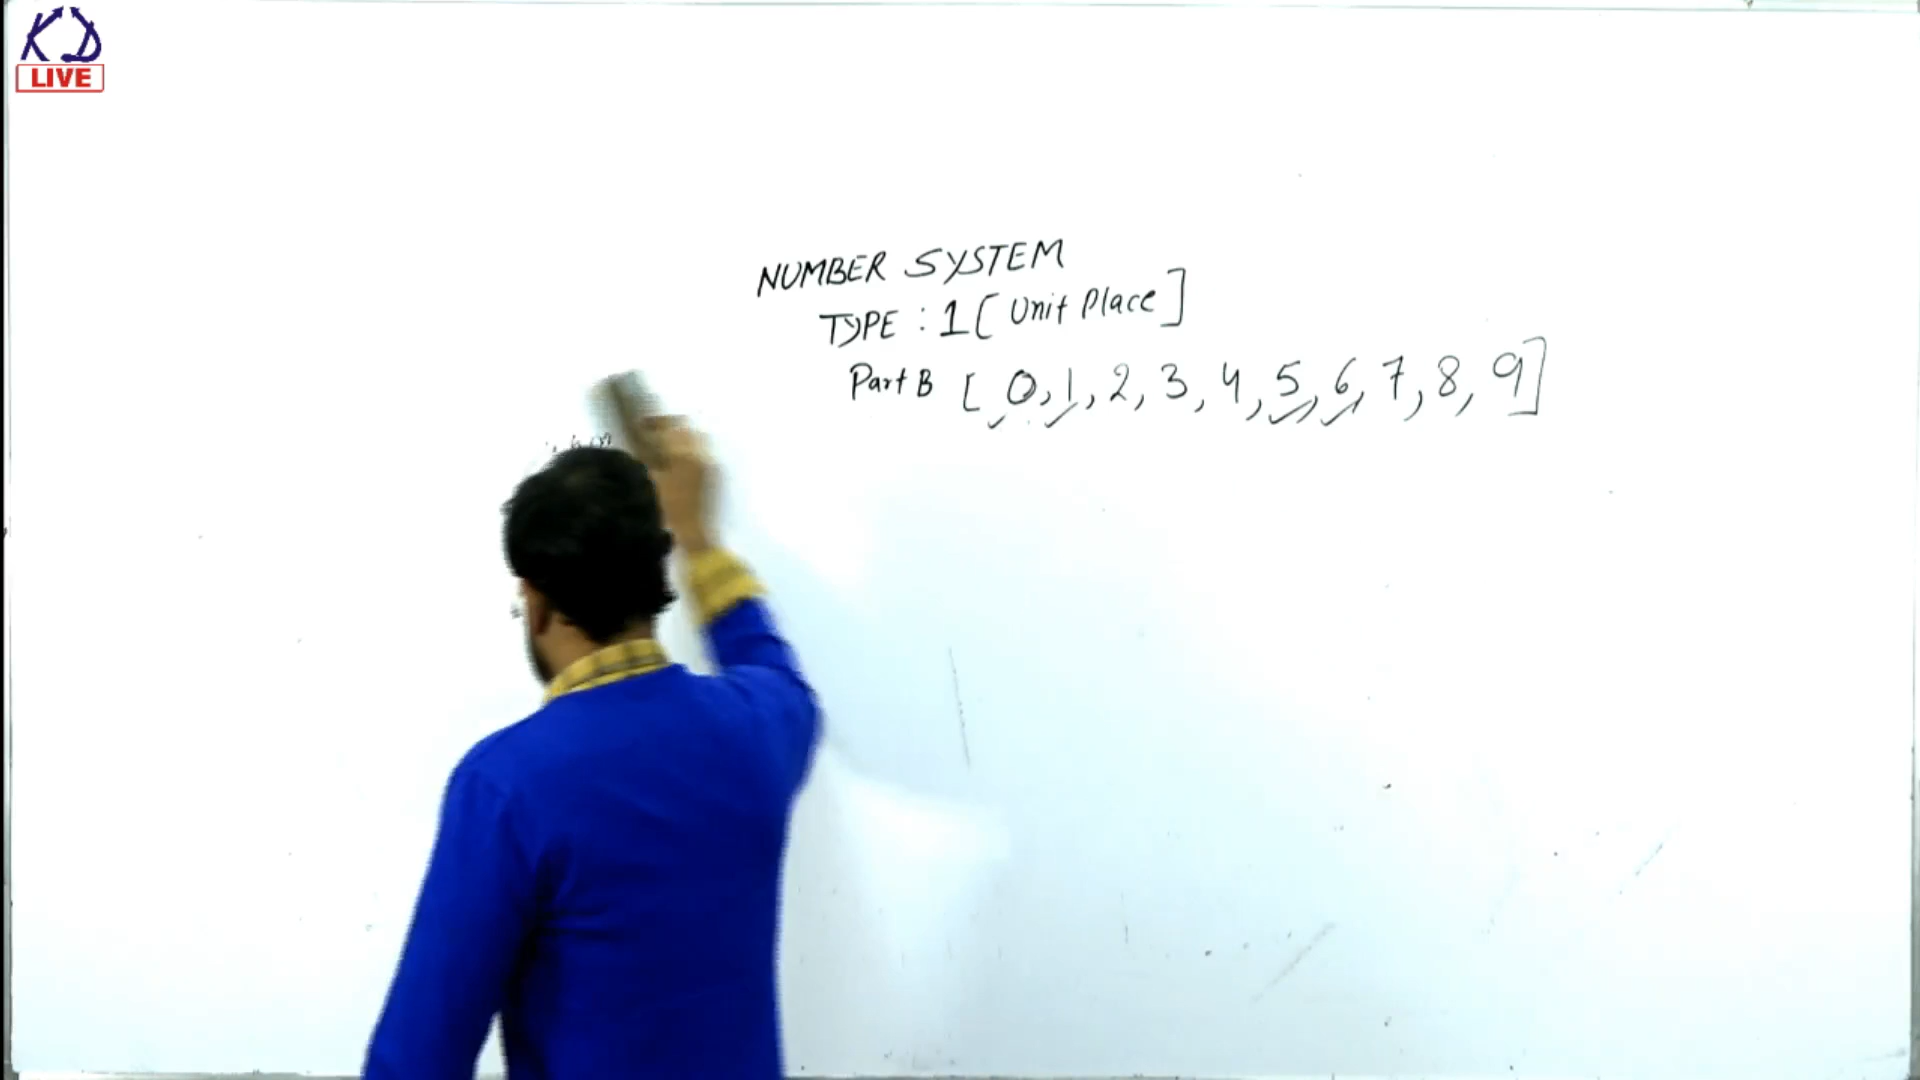 KD
LIVE
NUMBER SYSTEM
TYPE : 1 [ Unit Place ]
Part B [ 0, 1, 2, 3, 4, 5, 6, 7, 8, 9 ]